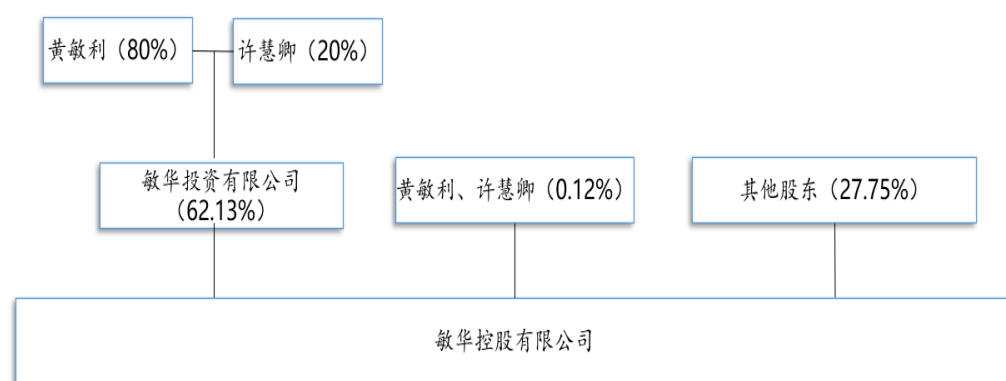 黄敏利（80%）
许慧卿（20%）
敏华投资有限公司
（62.13%）
黄敏利、许慧卿（0.12%）
其他股东（27.75%）
敏华控股有限公司